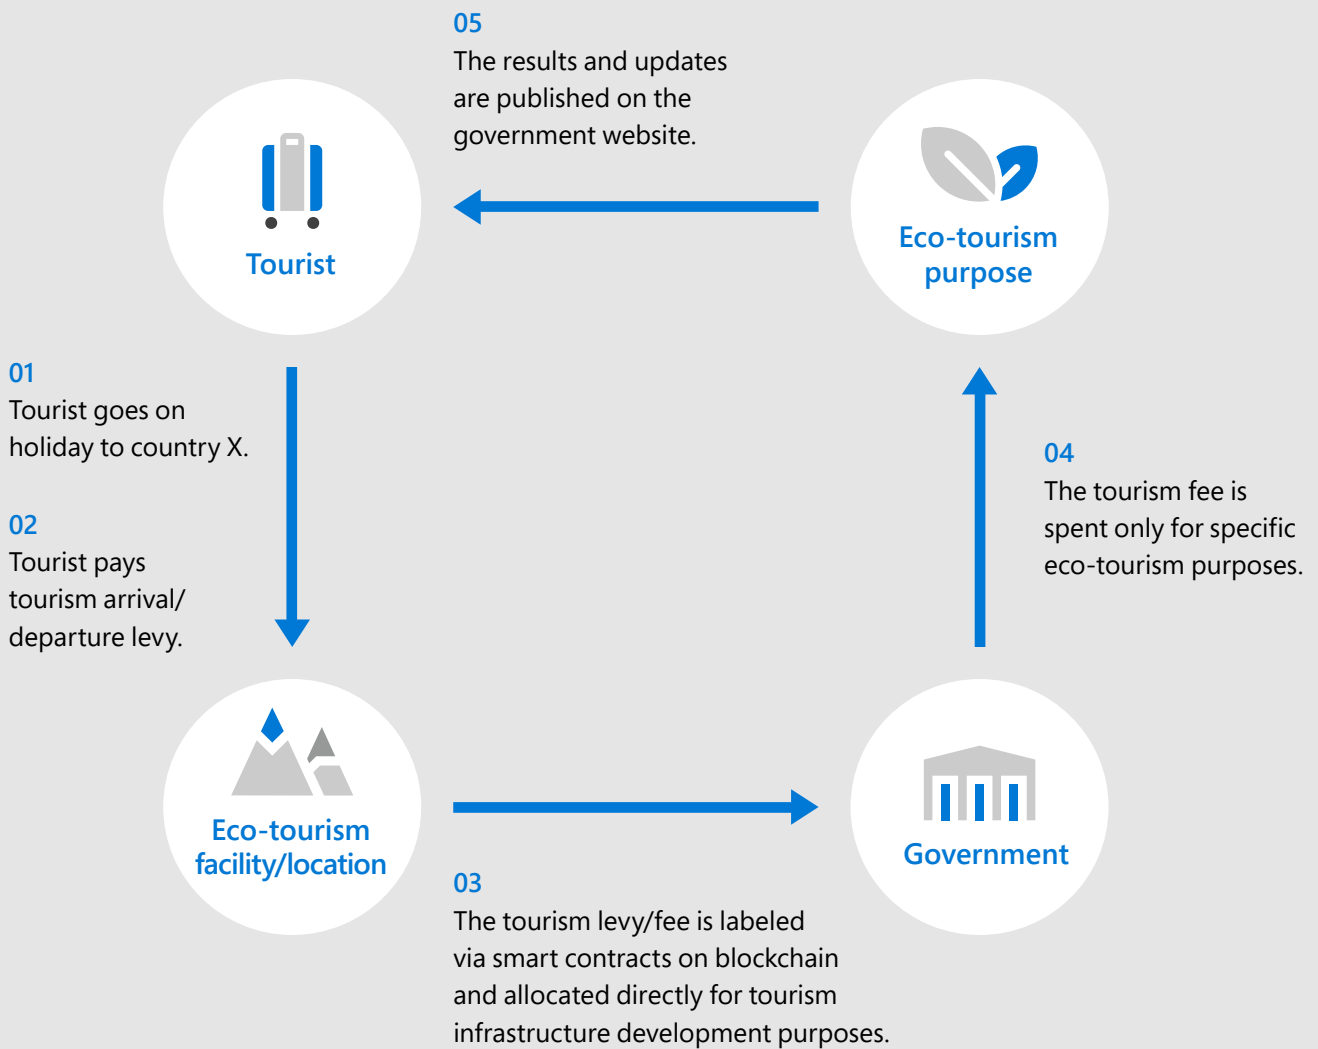 05
The results and updates
are published on the
government website.
Tourist
Eco-tourism
purpose
01
Tourist goes on
holiday to country X.
02
Tourist pays
tourism arrival/
departure levy.
04
The tourism fee is
spent only for specific
eco-tourism purposes.
Eco-tourism
facility/location
Government
03
The tourism levy/fee is labeled
via smart contracts on blockchain
and allocated directly for tourism
infrastructure development purposes.